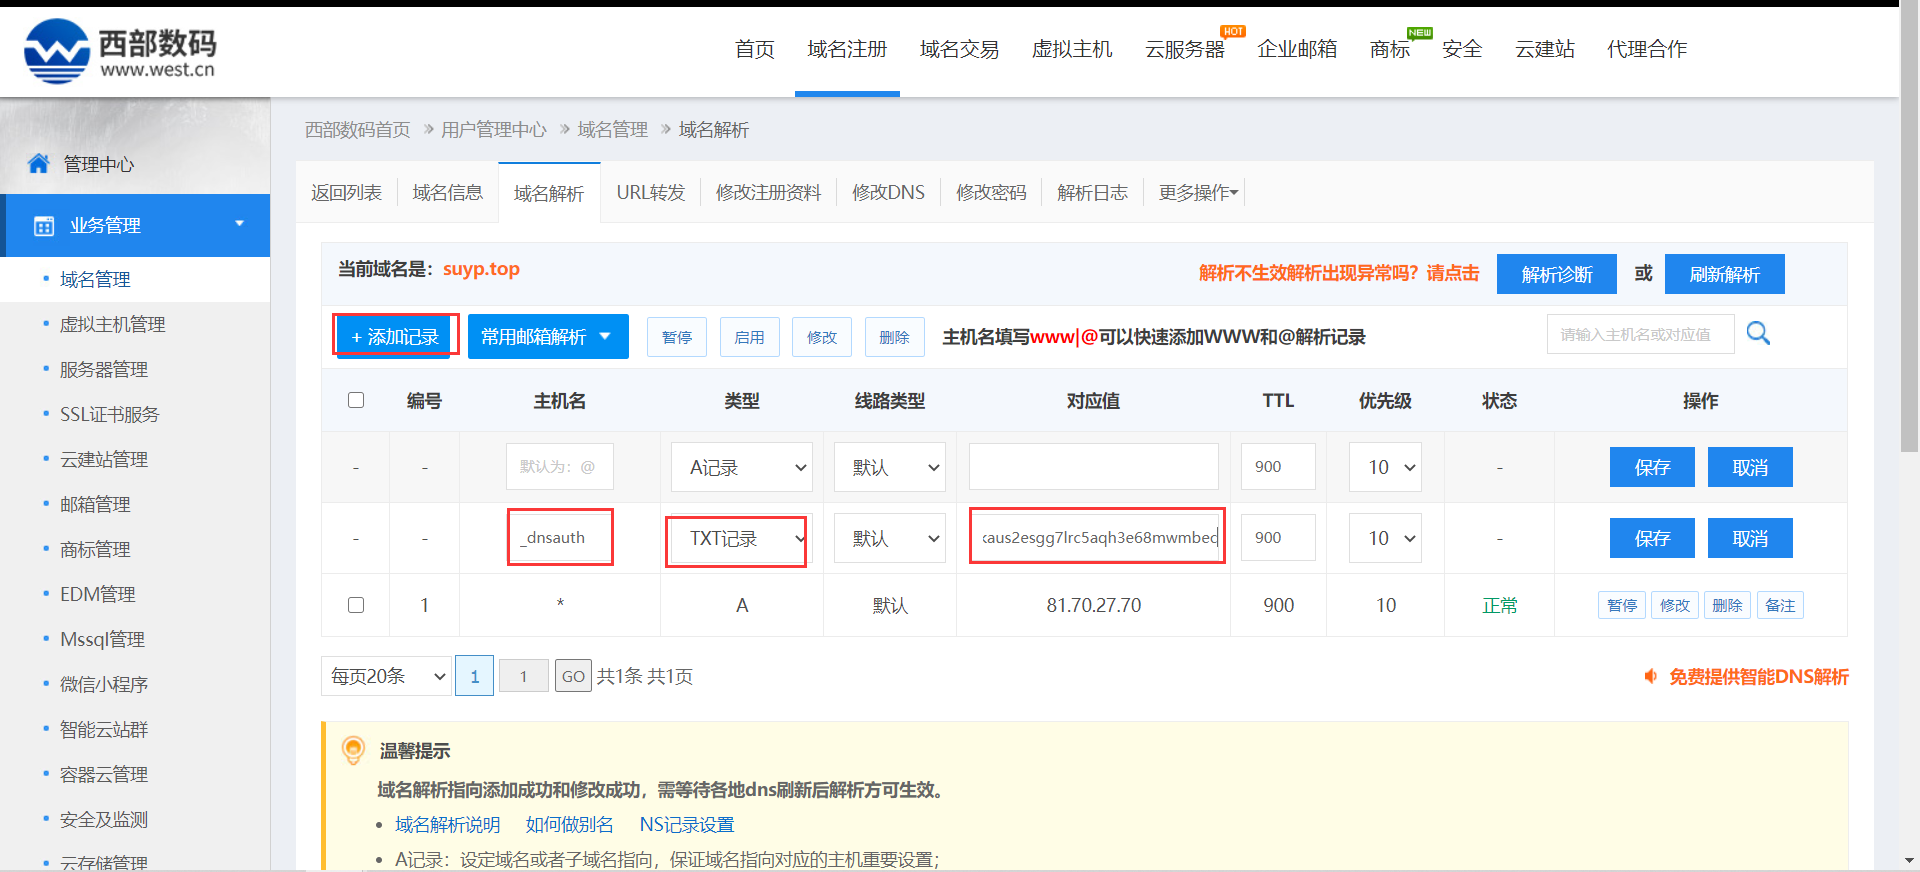 西部数码
www.west.cn
首页 域名注册 域名交易 虚拟主机 云服务器 HOT 企业邮箱 商标 NEW 安全 云建站 代理合作
西部数码首页 » 用户管理中心 » 域名管理 » 域名解析
管理中心
业务管理
域名管理
虚拟主机管理
服务器管理
SSL证书服务
云建站管理
邮箱管理
商标管理
EDM管理
Mssql管理
微信小程序
智能云站群
容器云管理
安全及监测
云存储管理
返回列表 域名信息 域名解析 URL转发 修改注册资料 修改DNS 修改密码 解析日志 更多操作
当前域名是：suyp.top 解析不生效解析出现异常吗？请点击 解析诊断 或 刷新解析
+ 添加记录 常用邮箱解析 暂停 启用 修改 删除 主机名填写www|@可以快速添加WWW和@解析记录 请输入主机名或对应值
编号 主机名 类型 线路类型 对应值 TTL 优先级 状态 操作
- - 默认为：@ A记录 默认 900 10 - 保存 取消
- - _dnsauth TXT记录 默认 aus2esgg7lrc5aqh3e68mwmbec 900 10 - 保存 取消
1 * A 默认 81.70.27.70 900 10 正常 暂停 修改 删除 备注
每页20条 1 1 GO 共1条 共1页 免费提供智能DNS解析
温馨提示
域名解析指向添加成功和修改成功，需等待各地dns刷新后解析方可生效。
• 域名解析说明 如何做别名 NS记录设置
• A记录：设定域名或者子域名指向，保证域名指向对应的主机重要设置；